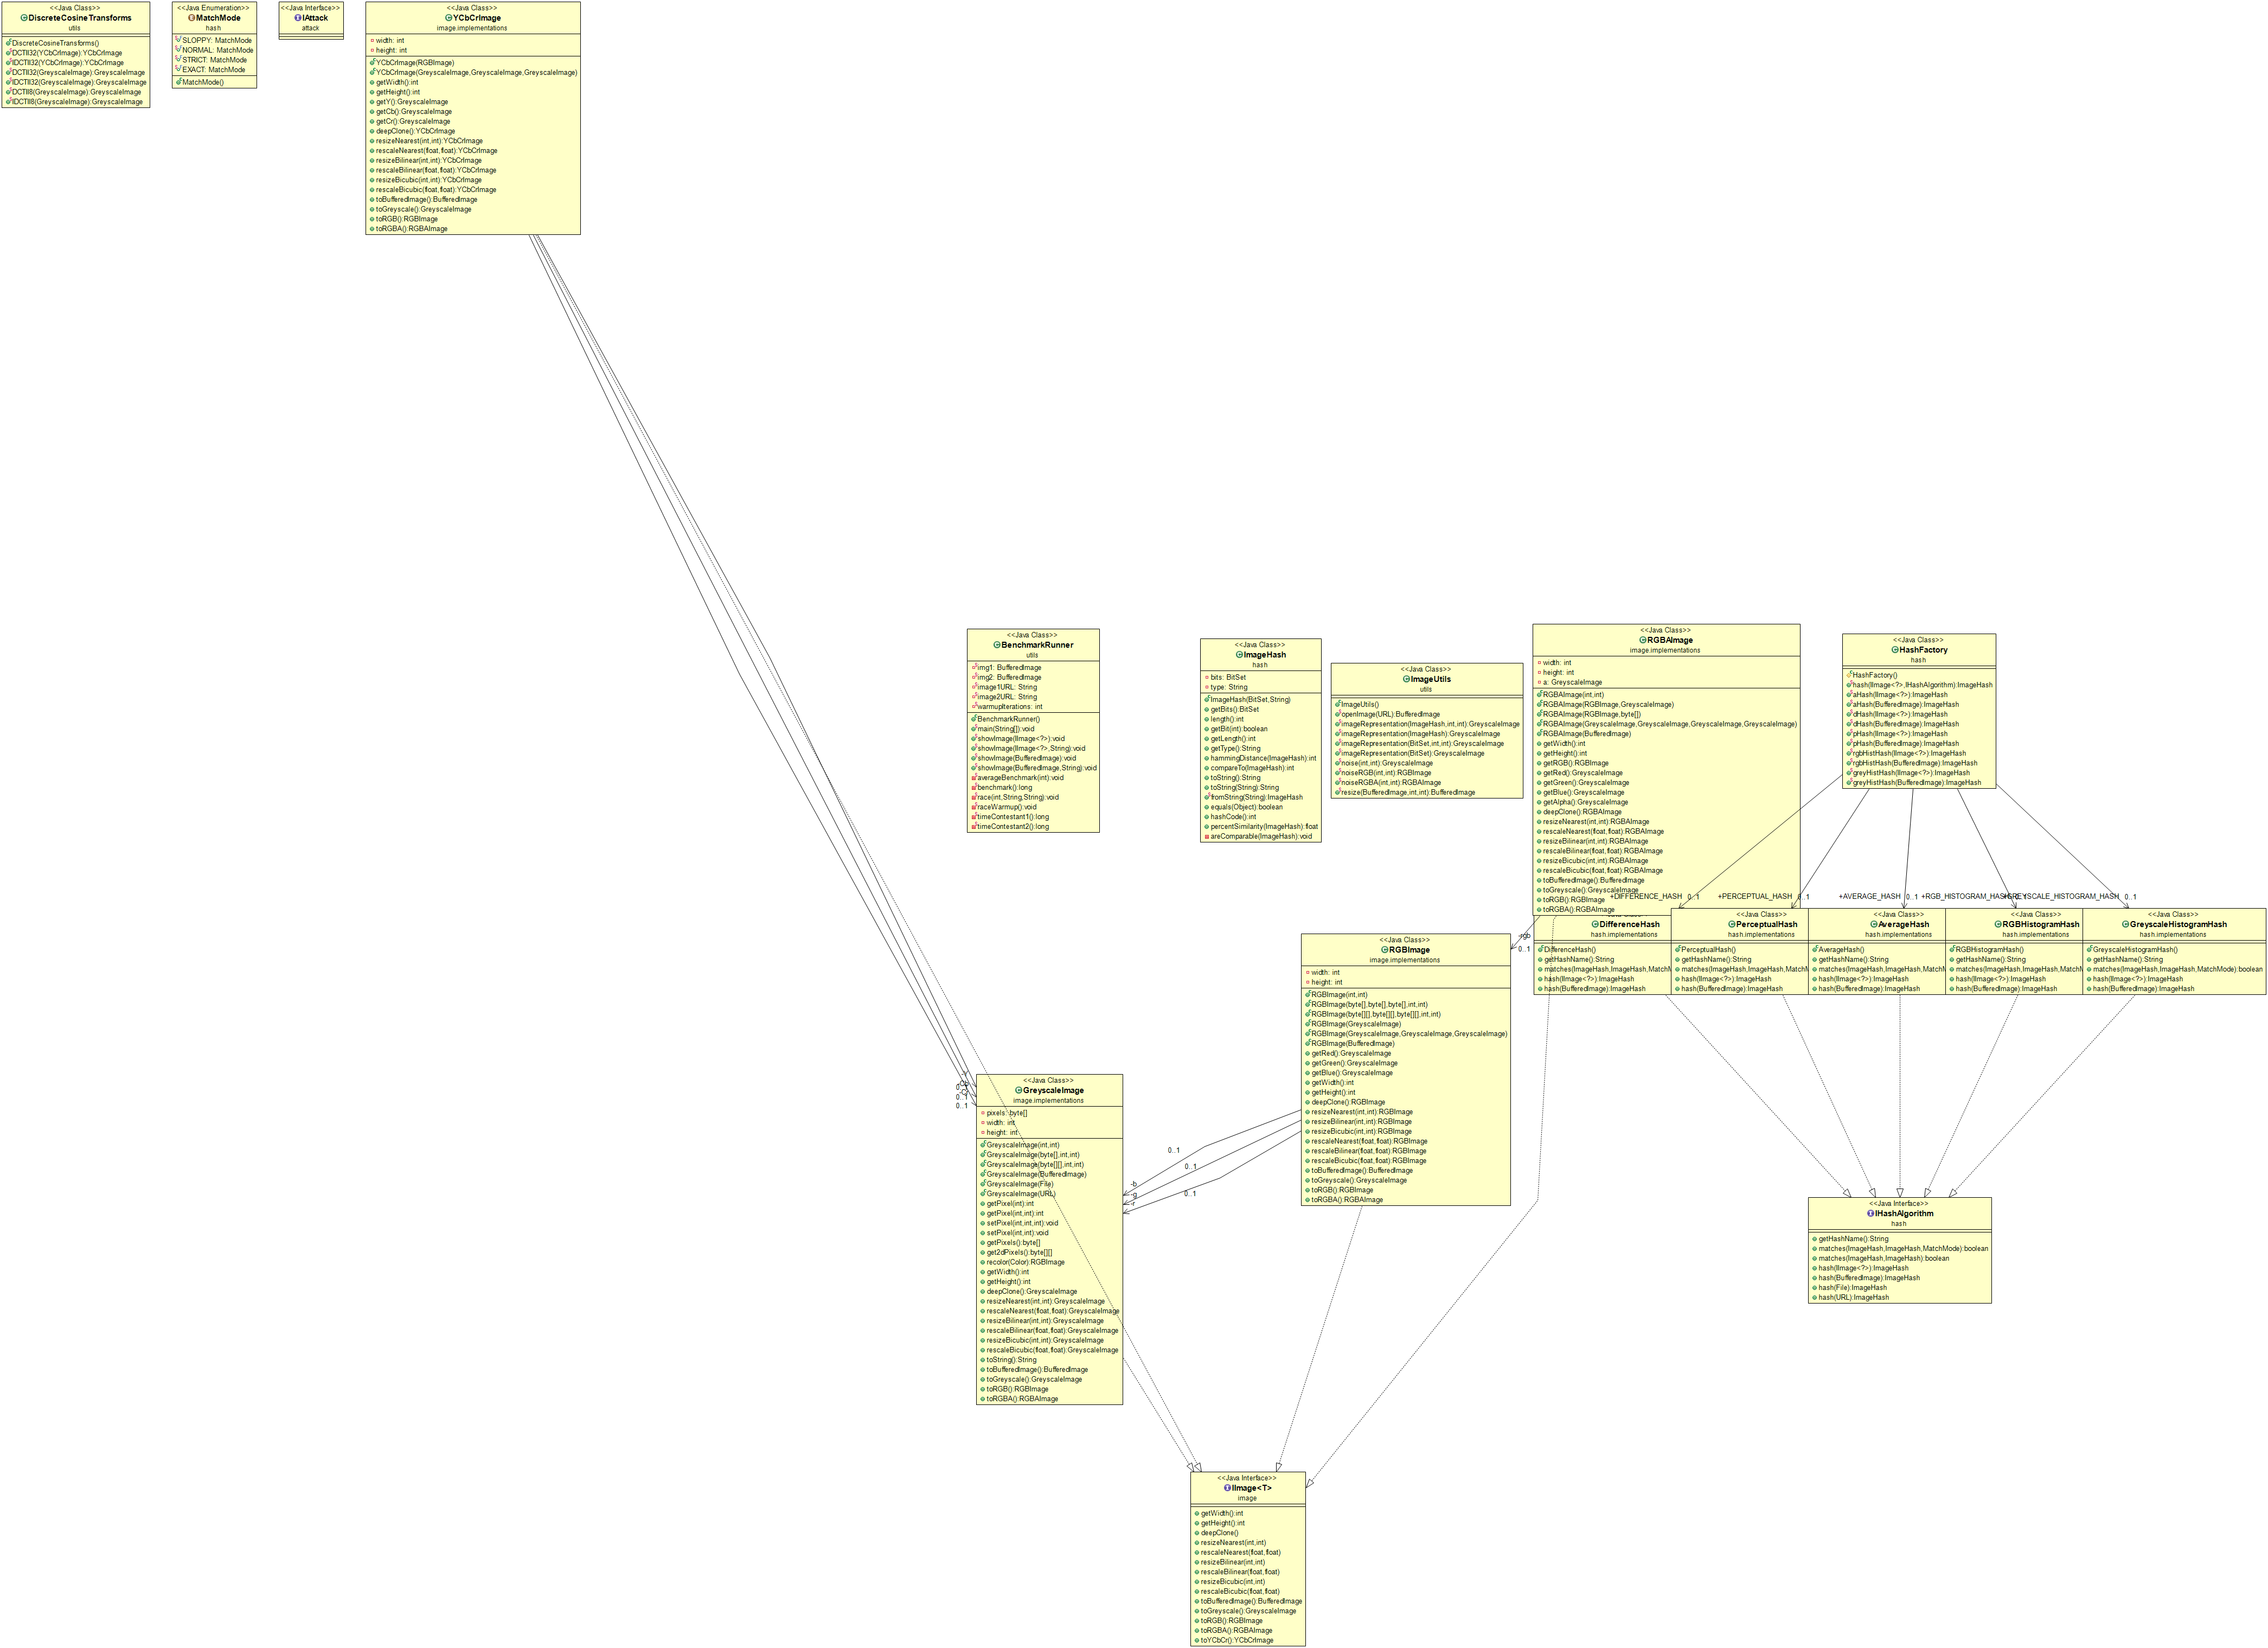 <<Java Class>>
DiscreteCosineTransforms
utils
DiscreteCosineTransforms()
DCTII32(YCbCrImage):YCbCrImage
IDCTII32(YCbCrImage):YCbCrImage
DCTII32(GreyscaleImage):GreyscaleImage
IDCTII32(GreyscaleImage):GreyscaleImage
DCTII8(GreyscaleImage):GreyscaleImage
IDCTII8(GreyscaleImage):GreyscaleImage
<<Java Enumeration>>
MatchMode
hash
SLOPPY: MatchMode
NORMAL: MatchMode
STRICT: MatchMode
EXACT: MatchMode
MatchMode()
<<Java Interface>>
IAttack
attack
<<Java Class>>
YCbCrImage
image.implementations
width: int
height: int
YCbCrImage(RGBImage)
YCbCrImage(GreyscaleImage,GreyscaleImage,GreyscaleImage)
getWidth():int
getHeight():int
getY():GreyscaleImage
getCb():GreyscaleImage
getCr():GreyscaleImage
deepClone():YCbCrImage
resizeNearest(int,int):YCbCrImage
rescaleNearest(float,float):YCbCrImage
resizeBilinear(int,int):YCbCrImage
rescaleBilinear(float,float):YCbCrImage
resizeBicubic(int,int):YCbCrImage
rescaleBicubic(float,float):YCbCrImage
toBufferedImage():BufferedImage
toGreyscale():GreyscaleImage
toRGB():RGBImage
toRGBA():RGBAImage
<<Java Class>>
BenchmarkRunner
utils
img1: BufferedImage
img2: BufferedImage
image1URL: String
image2URL: String
warmupIterations: int
BenchmarkRunner()
main(String[]):void
showImage(IImage<?>):void
showImage(IImage<?>,String):void
showImage(BufferedImage):void
showImage(BufferedImage,String):void
averageBenchmark(int):void
benchmark():long
race(int,String,String):void
raceWarmup():void
timeContestant1():long
timeContestant2():long
<<Java Class>>
ImageHash
hash
bits: BitSet
type: String
ImageHash(BitSet,String)
getBits():BitSet
length():int
getBit(int):boolean
getLength():int
getType():String
hammingDistance(ImageHash):int
compareTo(ImageHash):int
toString():String
toString(String):String
fromString(String):ImageHash
equals(Object):boolean
hashCode():int
percentSimilarity(ImageHash):float
areComparable(ImageHash):void
<<Java Class>>
ImageUtils
utils
ImageUtils()
openImage(URL):BufferedImage
imageRepresentation(ImageHash,int,int):GreyscaleImage
imageRepresentation(ImageHash):GreyscaleImage
imageRepresentation(BitSet,int,int):GreyscaleImage
imageRepresentation(BitSet):GreyscaleImage
noise(int,int):GreyscaleImage
noiseRGB(int,int):RGBImage
noiseRGBA(int,int):RGBAImage
resize(BufferedImage,int,int):BufferedImage
<<Java Class>>
RGBAImage
image.implementations
width: int
height: int
a: GreyscaleImage
RGBAImage(int,int)
RGBAImage(RGBImage,GreyscaleImage)
RGBAImage(RGBImage,byte[])
RGBAImage(GreyscaleImage,GreyscaleImage,GreyscaleImage,GreyscaleImage)
RGBAImage(BufferedImage)
getWidth():int
getHeight():int
getRGB():RGBImage
getRed():GreyscaleImage
getGreen():GreyscaleImage
getBlue():GreyscaleImage
getAlpha():GreyscaleImage
deepClone():RGBAImage
resizeNearest(int,int):RGBAImage
rescaleNearest(float,float):RGBAImage
resizeBilinear(int,int):RGBAImage
rescaleBilinear(float,float):RGBAImage
resizeBicubic(int,int):RGBAImage
rescaleBicubic(float,float):RGBAImage
toBufferedImage():BufferedImage
toGreyscale():GreyscaleImage
toRGB():RGBImage
toRGBA():RGBAImage
<<Java Class>>
HashFactory
hash
HashFactory()
hash(IImage<?>,IHashAlgorithm):ImageHash
aHash(IImage<?>):ImageHash
aHash(BufferedImage):ImageHash
dHash(IImage<?>):ImageHash
dHash(BufferedImage):ImageHash
pHash(IImage<?>):ImageHash
pHash(BufferedImage):ImageHash
rgbHistHash(IImage<?>):ImageHash
rgbHistHash(BufferedImage):ImageHash
greyHistHash(IImage<?>):ImageHash
greyHistHash(BufferedImage):ImageHash
+DIFFERENCE_HASH 0..1
+PERCEPTUAL_HASH 0..1
+AVERAGE_HASH 0..1
+RGB_HISTOGRAM_HASH
0..1
DifferenceHash
hash.implementations
DifferenceHash()
getHashName():String
matches(ImageHash,ImageHash,MatchM
hash(IImage<?>):ImageHash
hash(BufferedImage):ImageHash
<<Java Class>>
PerceptualHash
hash.implementations
PerceptualHash()
getHashName():String
matches(ImageHash,ImageHash,MatchM
hash(IImage<?>):ImageHash
hash(BufferedImage):ImageHash
<<Java Class>>
AverageHash
hash.implementations
AverageHash()
getHashName():String
matches(ImageHash,ImageHash,MatchM
hash(IImage<?>):ImageHash
hash(BufferedImage):ImageHash
<<Java Class>>
RGBHistogramHash
hash.implementations
RGBHistogramHash()
getHashName():String
matches(ImageHash,ImageHash,MatchM
hash(IImage<?>):ImageHash
hash(BufferedImage):ImageHash
<<Java Class>>
GreyscaleHistogramHash
hash.implementations
GreyscaleHistogramHash()
getHashName():String
matches(ImageHash,ImageHash,MatchMode):boolean
hash(IImage<?>):ImageHash
hash(BufferedImage):ImageHash
-rgb
0..1
<<Java Class>>
RGBImage
image.implementations
width: int
height: int
RGBImage(int,int)
RGBImage(byte[],byte[],byte[],int,int)
RGBImage(byte[][],byte[][],byte[][],int,int)
RGBImage(GreyscaleImage)
RGBImage(GreyscaleImage,GreyscaleImage,GreyscaleImage)
RGBImage(BufferedImage)
getRed():GreyscaleImage
getGreen():GreyscaleImage
getBlue():GreyscaleImage
getWidth():int
getHeight():int
deepClone():RGBImage
resizeNearest(int,int):RGBImage
resizeBilinear(int,int):RGBImage
resizeBicubic(int,int):RGBImage
rescaleNearest(float,float):RGBImage
rescaleBilinear(float,float):RGBImage
rescaleBicubic(float,float):RGBImage
toBufferedImage():BufferedImage
toGreyscale():GreyscaleImage
toRGB():RGBImage
toRGBA():RGBAImage
0..1
0..1
0..1
-b
-g
-r
0..1
0..1
<<Java Class>>
GreyscaleImage
image.implementations
pixels: byte[]
width: int
height: int
GreyscaleImage(int,int)
GreyscaleImage(byte[],int,int)
GreyscaleImage(byte[][],int,int)
GreyscaleImage(BufferedImage)
GreyscaleImage(File)
GreyscaleImage(URL)
getPixel(int):int
getPixel(int,int):int
setPixel(int,int,int):void
setPixel(int,int):void
getPixels():byte[]
get2dPixels():byte[][]
recolor(Color):RGBImage
getWidth():int
getHeight():int
deepClone():GreyscaleImage
resizeNearest(int,int):GreyscaleImage
rescaleNearest(float,float):GreyscaleImage
resizeBilinear(int,int):GreyscaleImage
rescaleBilinear(float,float):GreyscaleImage
resizeBicubic(int,int):GreyscaleImage
rescaleBicubic(float,float):GreyscaleImage
toString():String
toBufferedImage():BufferedImage
toGreyscale():GreyscaleImage
toRGB():RGBImage
toRGBA():RGBAImage
<<Java Interface>>
IHashAlgorithm
hash
getHashName():String
matches(ImageHash,ImageHash,MatchMode):boolean
matches(ImageHash,ImageHash):boolean
hash(IImage<?>):ImageHash
hash(BufferedImage):ImageHash
hash(File):ImageHash
hash(URL):ImageHash
<<Java Interface>>
IImage<T>
image
getWidth():int
getHeight():int
deepClone()
resizeNearest(int,int)
rescaleNearest(float,float)
resizeBilinear(int,int)
rescaleBilinear(float,float)
resizeBicubic(int,int)
rescaleBicubic(float,float)
toBufferedImage():BufferedImage
toGreyscale():GreyscaleImage
toRGB():RGBImage
toRGBA():RGBAImage
toYCbCr():YCbCrImage